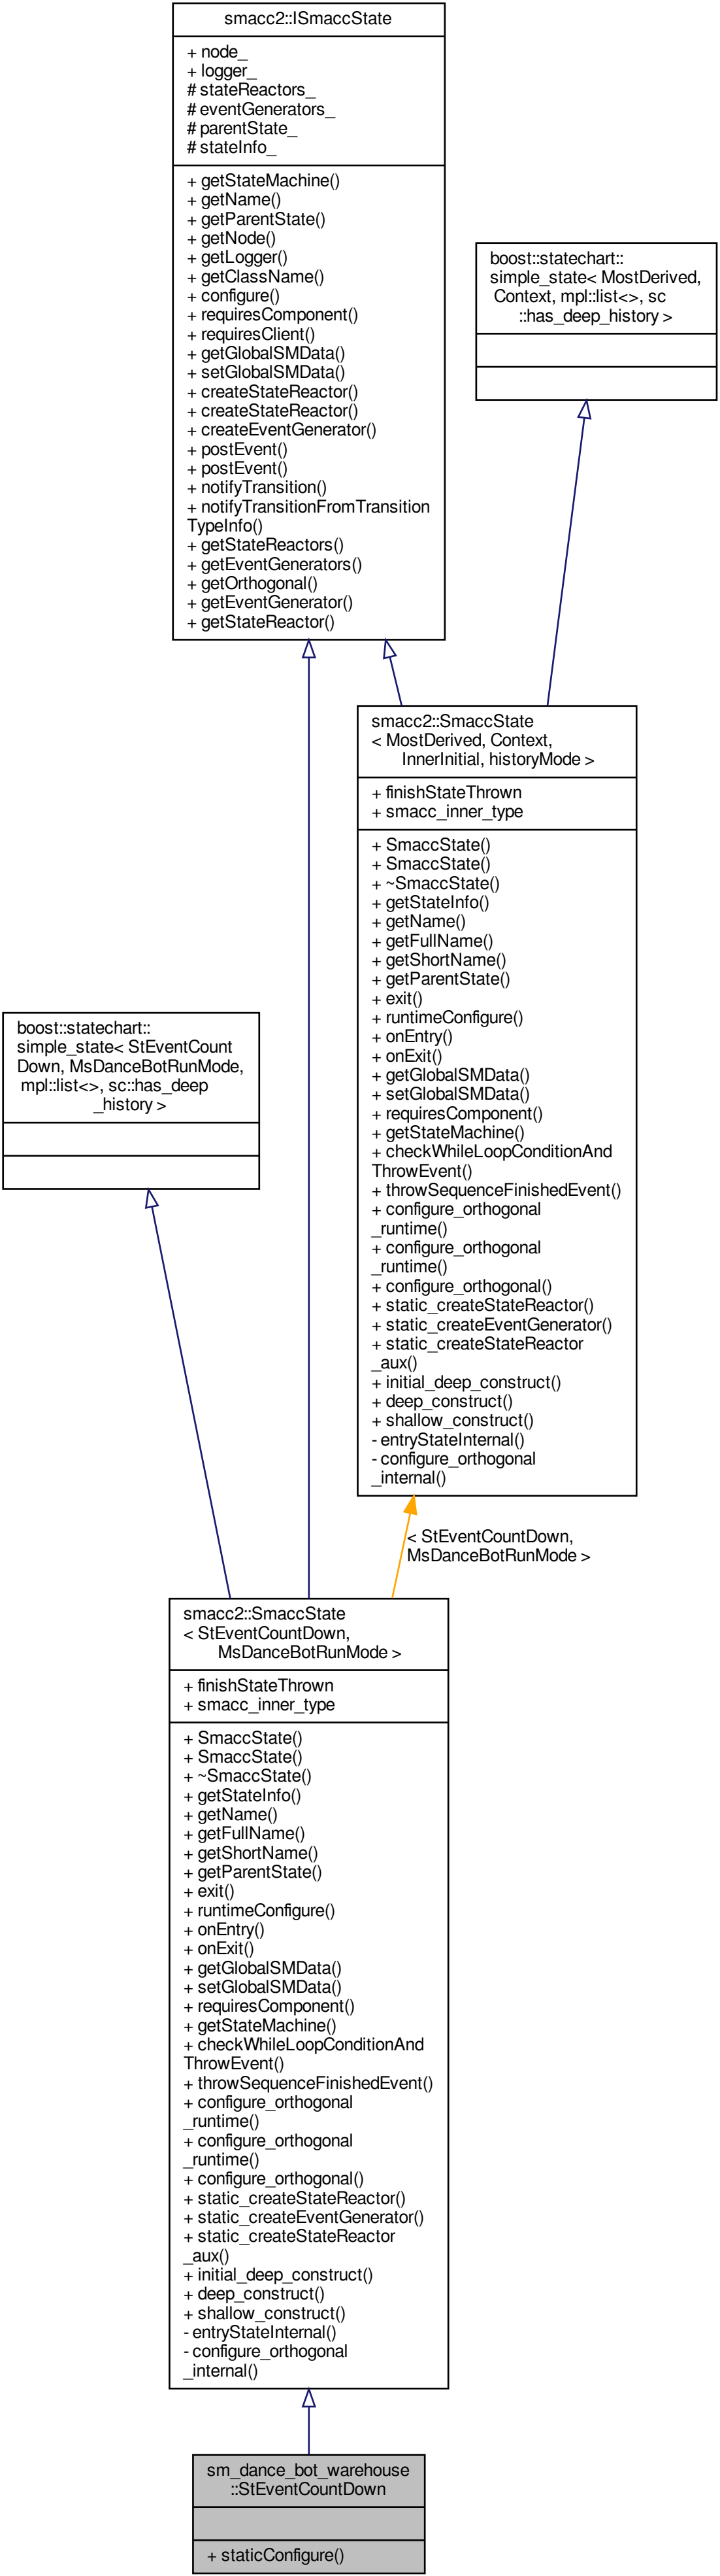 smacc2::ISmaccState
+ node_
+ logger_
# stateReactors_
# eventGenerators_
# parentState_
# stateInfo_
+ getStateMachine()
+ getName()
+ getParentState()
+ getNode()
+ getLogger()
+ getClassName()
+ configure()
+ requiresComponent()
+ requiresClient()
+ getGlobalSMData()
+ setGlobalSMData()
+ createStateReactor()
+ createStateReactor()
+ createEventGenerator()
+ postEvent()
+ postEvent()
+ notifyTransition()
+ notifyTransitionFromTransition
TypeInfo()
+ getStateReactors()
+ getEventGenerators()
+ getOrthogonal()
+ getEventGenerator()
+ getStateReactor()
boost::statechart::
simple_state< MostDerived,
Context, mpl::list<>, sc
::has_deep_history >
smacc2::SmaccState
< MostDerived, Context,
InnerInitial, historyMode >
+ finishStateThrown
+ smacc_inner_type
+ SmaccState()
+ SmaccState()
+ ~SmaccState()
+ getStateInfo()
+ getName()
+ getFullName()
+ getShortName()
+ getParentState()
+ exit()
+ runtimeConfigure()
+ onEntry()
+ onExit()
+ getGlobalSMData()
+ setGlobalSMData()
+ requiresComponent()
+ getStateMachine()
+ checkWhileLoopConditionAnd
ThrowEvent()
+ throwSequenceFinishedEvent()
+ configure_orthogonal
_runtime()
+ configure_orthogonal
_runtime()
+ configure_orthogonal()
+ static_createStateReactor()
+ static_createEventGenerator()
+ static_createStateReactor
_aux()
+ initial_deep_construct()
+ deep_construct()
+ shallow_construct()
- entryStateInternal()
- configure_orthogonal
_internal()
boost::statechart::
simple_state< StEventCount
Down, MsDanceBotRunMode,
mpl::list<>, sc::has_deep
_history >
< StEventCountDown,
MsDanceBotRunMode >
smacc2::SmaccState
< StEventCountDown,
MsDanceBotRunMode >
+ finishStateThrown
+ smacc_inner_type
+ SmaccState()
+ SmaccState()
+ ~SmaccState()
+ getStateInfo()
+ getName()
+ getFullName()
+ getShortName()
+ getParentState()
+ exit()
+ runtimeConfigure()
+ onEntry()
+ onExit()
+ getGlobalSMData()
+ setGlobalSMData()
+ requiresComponent()
+ getStateMachine()
+ checkWhileLoopConditionAnd
ThrowEvent()
+ throwSequenceFinishedEvent()
+ configure_orthogonal
_runtime()
+ configure_orthogonal
_runtime()
+ configure_orthogonal()
+ static_createStateReactor()
+ static_createEventGenerator()
+ static_createStateReactor
_aux()
+ initial_deep_construct()
+ deep_construct()
+ shallow_construct()
- entryStateInternal()
- configure_orthogonal
_internal()
sm_dance_bot_warehouse
::StEventCountDown
+ staticConfigure()